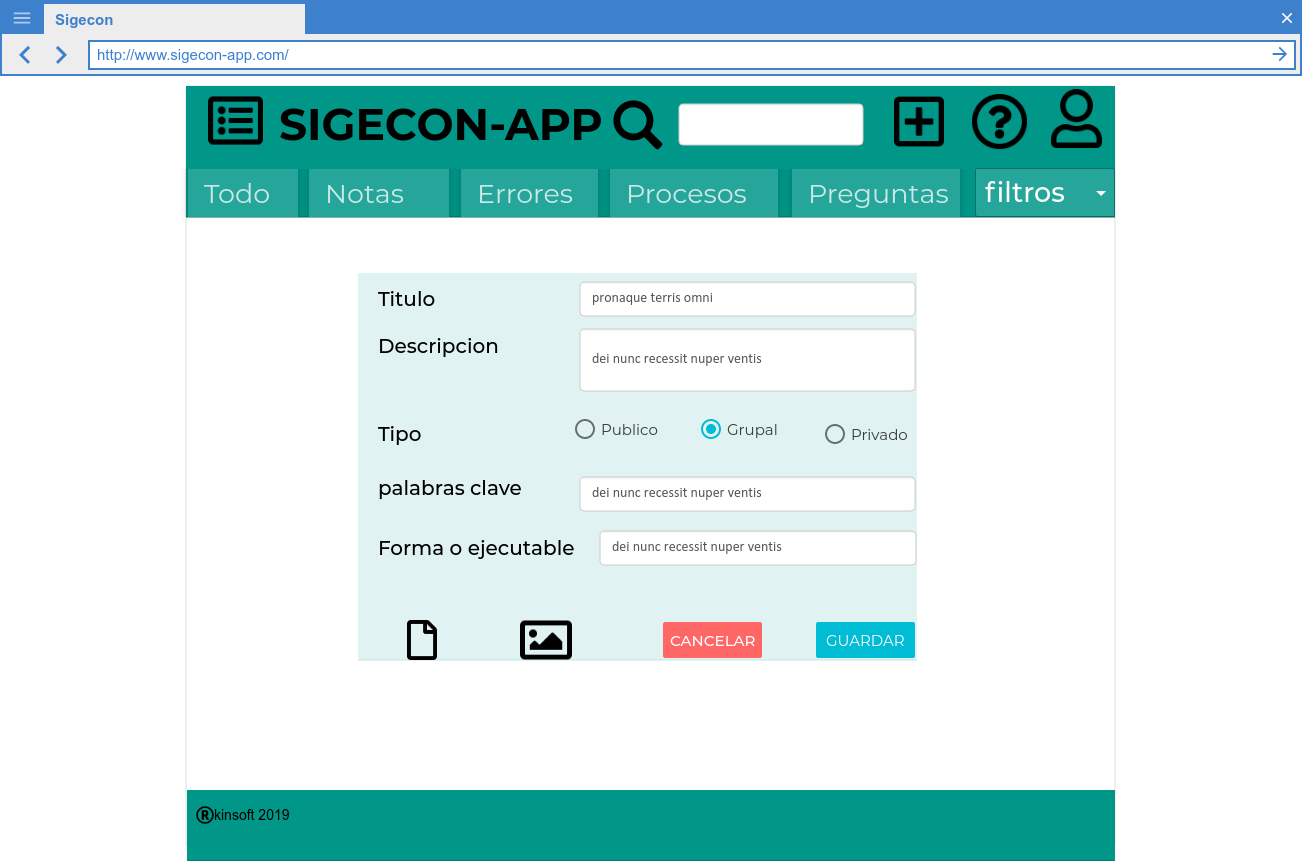 Sigecon
http://www.sigecon-app.com/
SIGECON-APP
Todo Notas Errores Procesos Preguntas filtros
Titulo pronaque terris omni
Descripcion dei nunc recessit nuper ventis
Tipo Publico Grupal Privado
palabras clave dei nunc recessit nuper ventis
Forma o ejecutable dei nunc recessit nuper ventis
CANCELAR GUARDAR
®kinsoft 2019